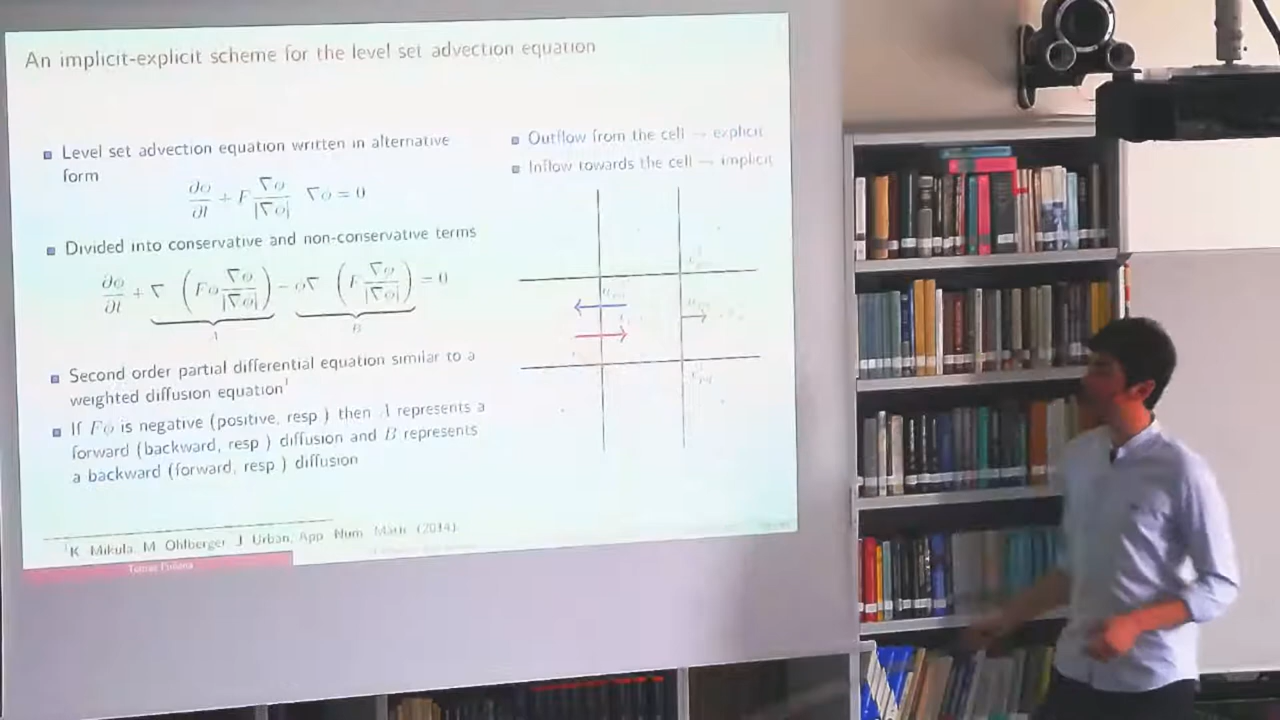 An implicit-explicit scheme for the level set advection equation
Level set advection equation written in alternative
form
∂φ/∂t + F ∇φ/|∇φ| ∇φ = 0
Divided into conservative and non-conservative terms
∂φ/∂t + ∇ (Fφ ∇φ/|∇φ|) − φ∇ (F ∇φ/|∇φ|) = 0
A B
Second order partial differential equation similar to a
weighted diffusion equation¹
If Fφ is negative (positive, resp ) then A represents a
forward (backward, resp ) diffusion and B represents
a backward (forward, resp ) diffusion
Outflow from the cell → explicit
Inflow towards the cell → implicit
¹K Mikula, M Ohlberger, J Urban, App Num Math (2014).